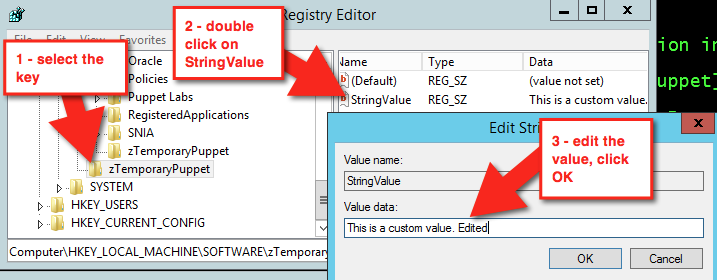 Registry Editor
File Edit View Favorites
1 - select the
key
2 - double
click on
StringValue
Oracle
Policies
Puppet Labs
RegisteredApplications
SNIA
zTemporaryPuppet
zTemporaryPuppet
SYSTEM
HKEY_USERS
HKEY_CURRENT_CONFIG
Name Type Data
(Default) REG_SZ (value not set)
StringValue REG_SZ This is a custom value.
Computer\HKEY_LOCAL_MACHINE\SOFTWARE\zTempora
ion in
uppet]
Edit Stri
Value name:
StringValue
3 - edit the
value, click
OK
Value data:
This is a custom value. Edited
OK Cancel